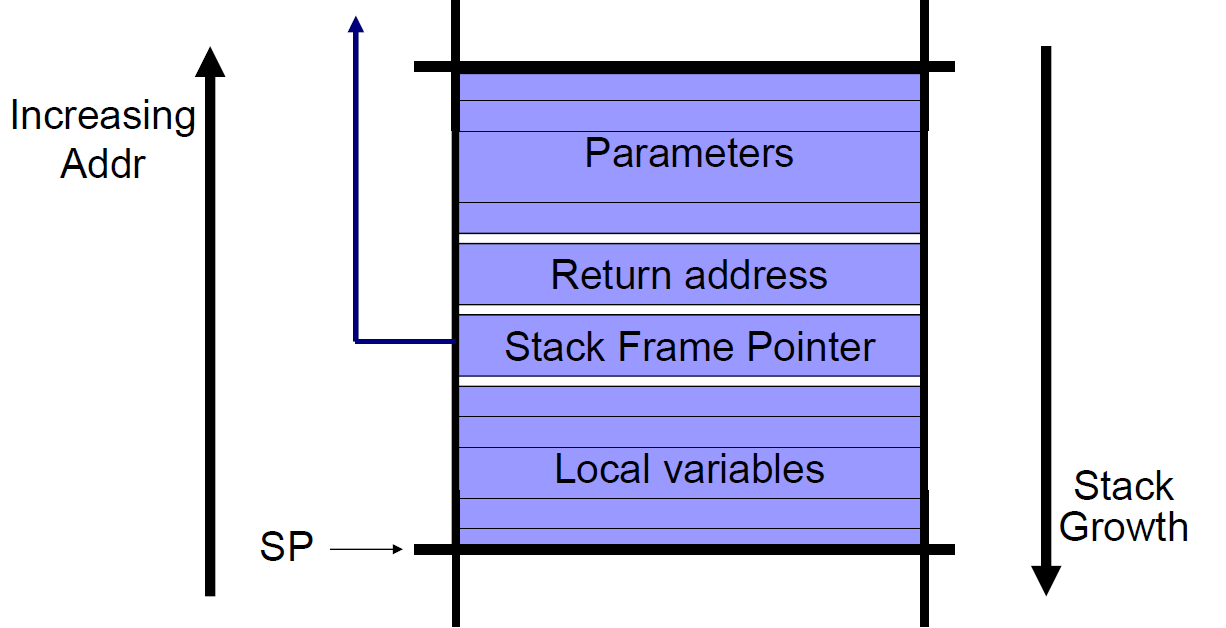 Increasing
Addr
Parameters
Return address
Stack Frame Pointer
Local variables
SP
Stack
Growth